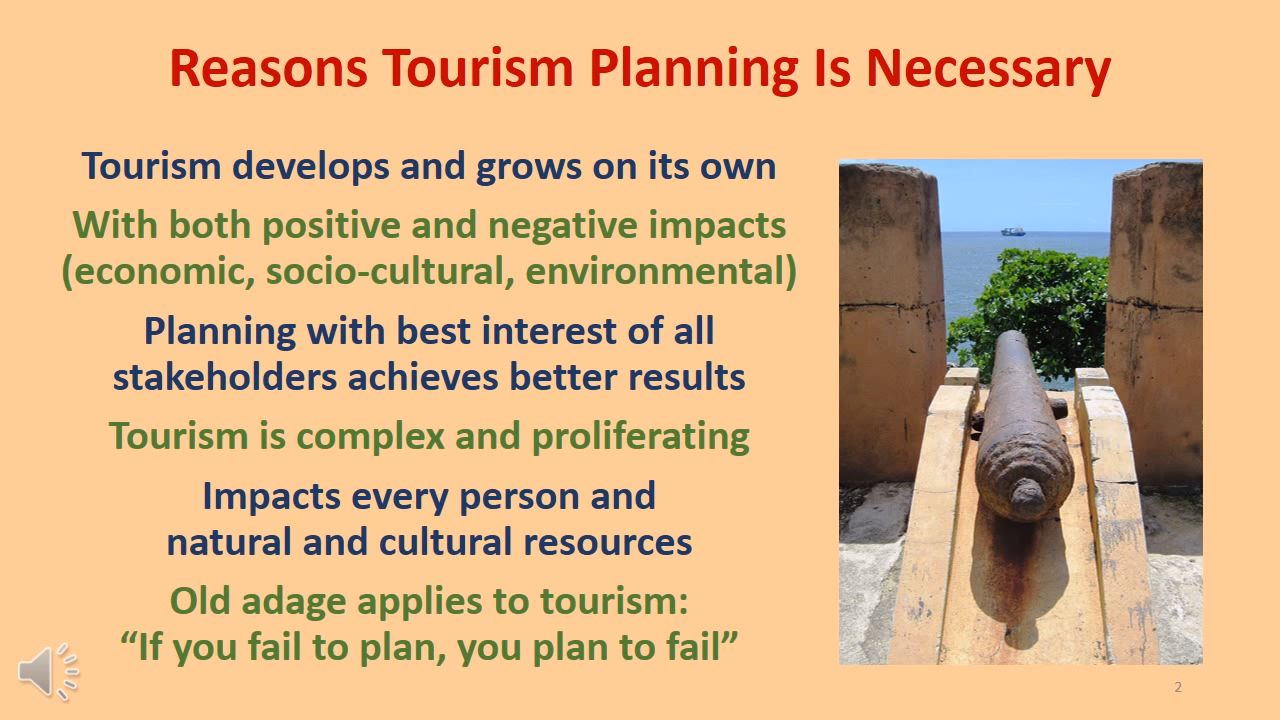 Reasons Tourism Planning Is Necessary
Tourism develops and grows on its own
With both positive and negative impacts
(economic, socio-cultural, environmental)
Planning with best interest of all
stakeholders achieves better results
Tourism is complex and proliferating
Impacts every person and
natural and cultural resources
Old adage applies to tourism:
“If you fail to plan, you plan to fail”
2